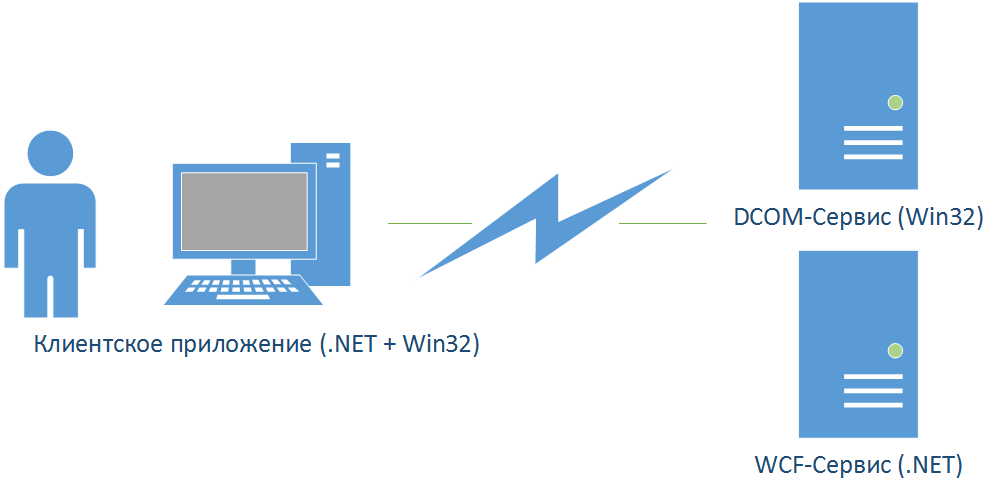 DCOM-Сервис (Win32)
Клиентское приложение (.NET + Win32)
WCF-Сервис (.NET)